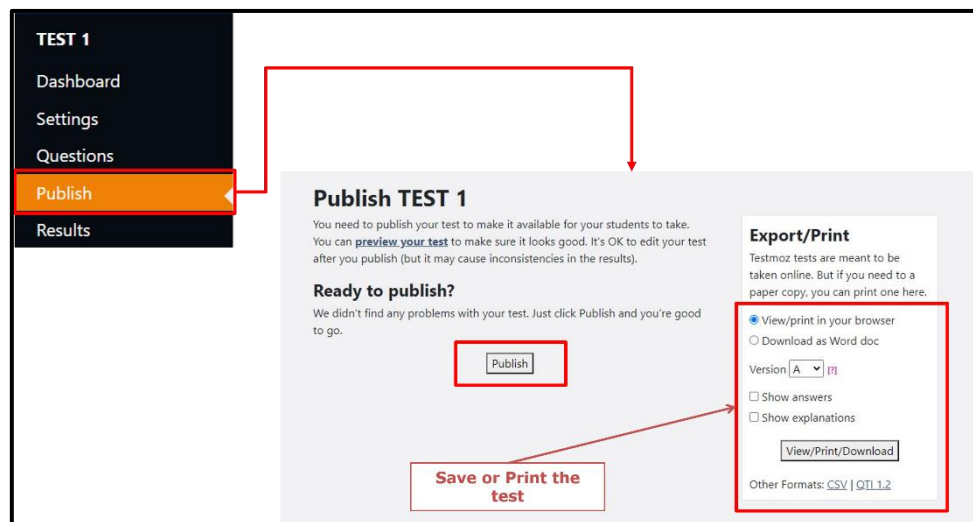 TEST 1
Dashboard
Settings
Questions
Publish
Results
Publish TEST 1
You need to publish your test to make it available for your students to take.
You can preview your test to make sure it looks good. It's OK to edit your test
after you publish (but it may cause inconsistencies in the results).
Ready to publish?
We didn't find any problems with your test. Just click Publish and you're good
to go.
Publish
Save or Print the
test
Export/Print
Testmoz tests are meant to be
taken online. But if you need to a
paper copy, you can print one here.
View/print in your browser
Download as Word doc
Version A [?]
Show answers
Show explanations
View/Print/Download
Other Formats: CSV | QTI 1.2